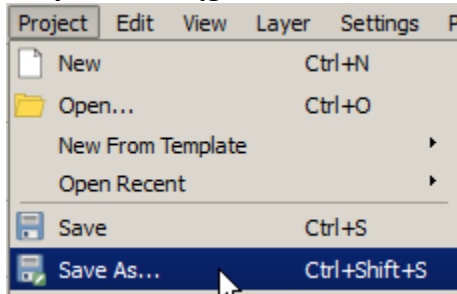 Project Edit View Layer Settings P
New Ctrl+N
Open... Ctrl+O
New From Template
Open Recent
Save Ctrl+S
Save As... Ctrl+Shift+S